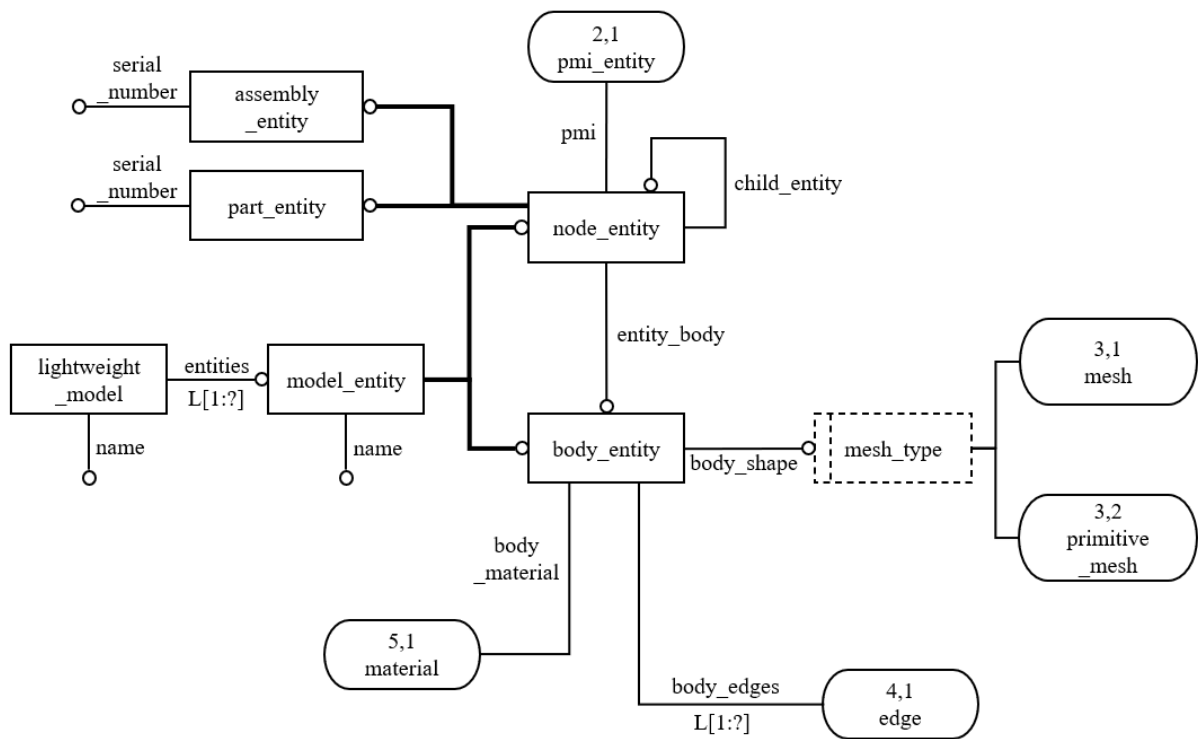 2,1
pmi_entity
serial
_number
assembly
_entity
pmi
serial
_number
part_entity
child_entity
node_entity
entity_body
3,1
mesh
lightweight
_model
entities
L[1:?]
model_entity
name
name
body_entity
body_shape
mesh_type
3,2
primitive
_mesh
body
_material
5,1
material
body_edges
L[1:?]
4,1
edge